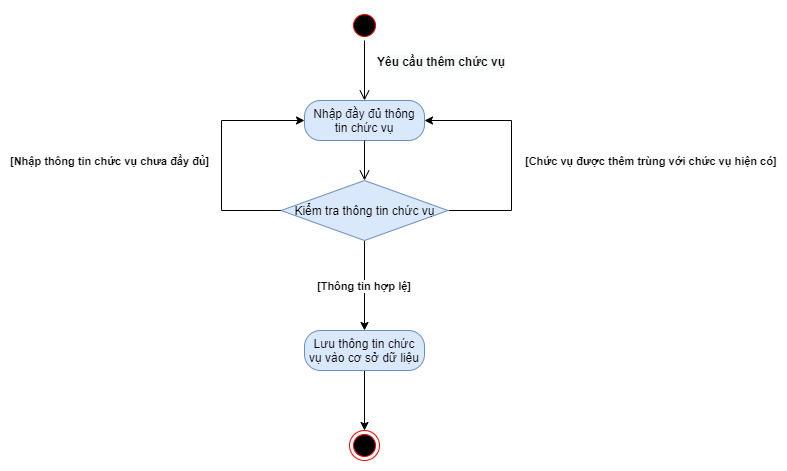 Yêu cầu thêm chức vụ
Nhập đầy đủ thông
tin chức vụ
[Nhập thông tin chức vụ chưa đầy đủ]
[Chức vụ được thêm trùng với chức vụ hiện có]
Kiểm tra thông tin chức vụ
[Thông tin hợp lệ]
Lưu thông tin chức
vụ vào cơ sở dữ liệu